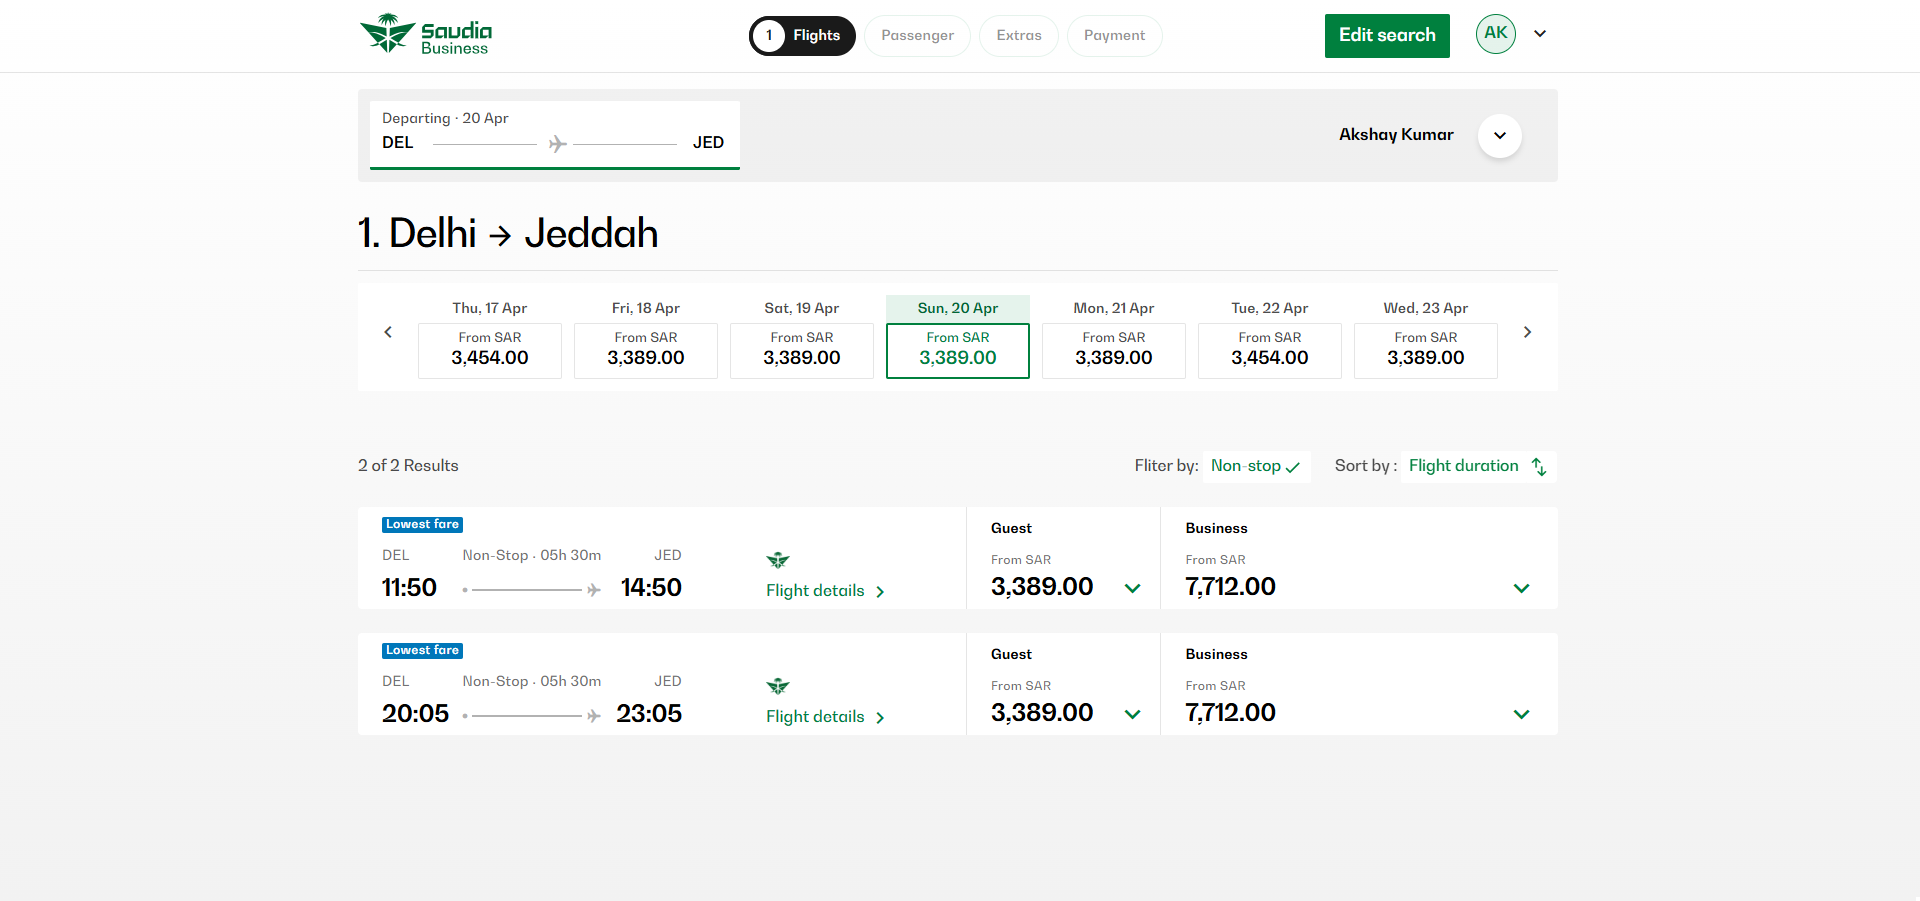 Saudia
Business
1 Flights
Passenger
Extras
Payment
Edit search
AK
Departing · 20 Apr
DEL JED
Akshay Kumar
1. Delhi → Jeddah
Thu, 17 Apr
From SAR
3,454.00
Fri, 18 Apr
From SAR
3,389.00
Sat, 19 Apr
From SAR
3,389.00
Sun, 20 Apr
From SAR
3,389.00
Mon, 21 Apr
From SAR
3,389.00
Tue, 22 Apr
From SAR
3,454.00
Wed, 23 Apr
From SAR
3,389.00
2 of 2 Results
Fliter by: Non-stop
Sort by : Flight duration
Lowest fare
DEL Non-Stop · 05h 30m JED
11:50 14:50
Flight details
Guest
From SAR
3,389.00
Business
From SAR
7,712.00
Lowest fare
DEL Non-Stop · 05h 30m JED
20:05 23:05
Flight details
Guest
From SAR
3,389.00
Business
From SAR
7,712.00